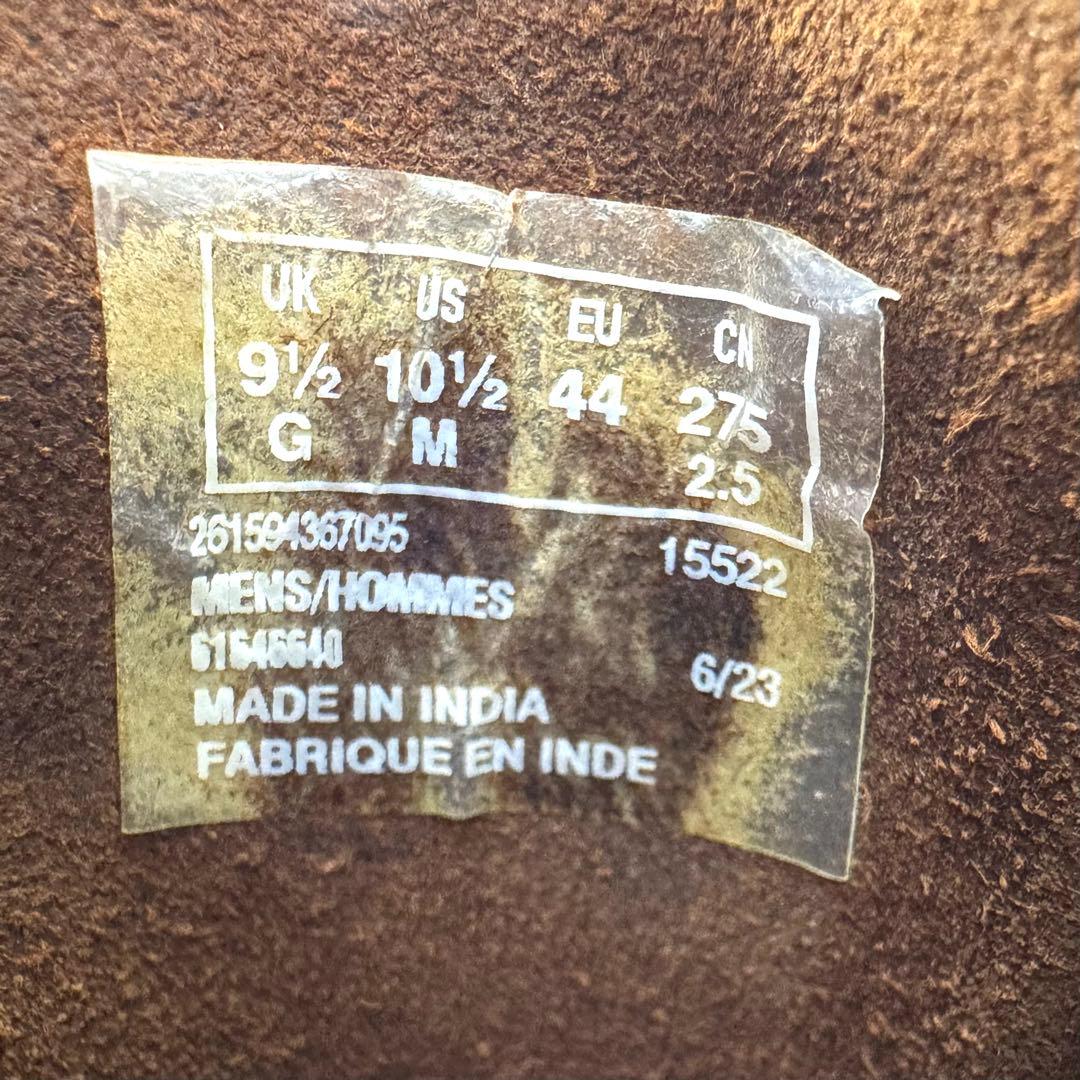 UK US EU CN
9½ 10½ 44 275
G M 2.5
261594367095 15522
MENS/HOMMES
61646640 6/23
MADE IN INDIA
FABRIQUE EN INDE